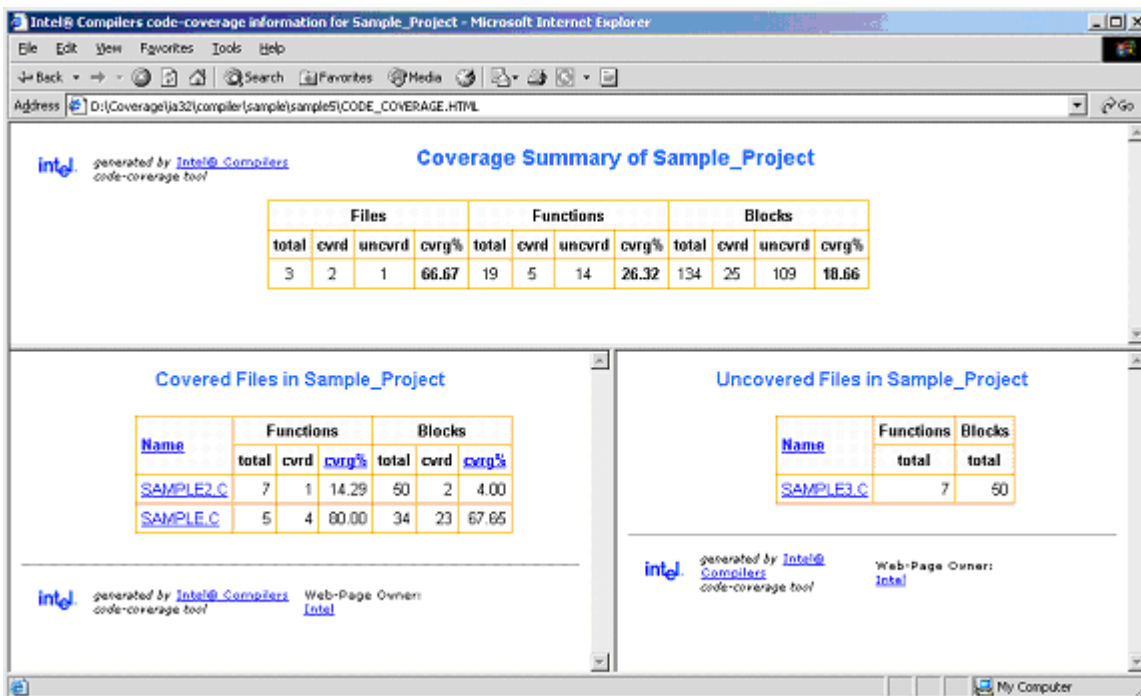 Intel® Compilers code-coverage information for Sample_Project - Microsoft Internet Explorer
File Edit View Favorites Tools Help
Back Search Favorites Media
Address D:\Coverage\ia32\compiler\sample\sample5\CODE_COVERAGE.HTML Go
intel. generated by Intel® Compilers
code-coverage tool
Coverage Summary of Sample_Project
Files Functions Blocks
total cvrd uncvrd cvrg% total cvrd uncvrd cvrg% total cvrd uncvrd cvrg%
3 2 1 66.67 19 5 14 26.32 134 25 109 18.66
Covered Files in Sample_Project
Name Functions Blocks
total cvrd cvrg% total cvrd cvrg%
SAMPLE2.C 7 1 14.29 50 2 4.00
SAMPLE.C 5 4 80.00 34 23 67.65
intel. generated by Intel® Compilers
code-coverage tool
Web-Page Owner:
Intel
Uncovered Files in Sample_Project
Name Functions Blocks
total total
SAMPLE3.C 7 50
intel. generated by Intel®
Compilers
code-coverage tool
Web-Page Owner:
Intel
My Computer